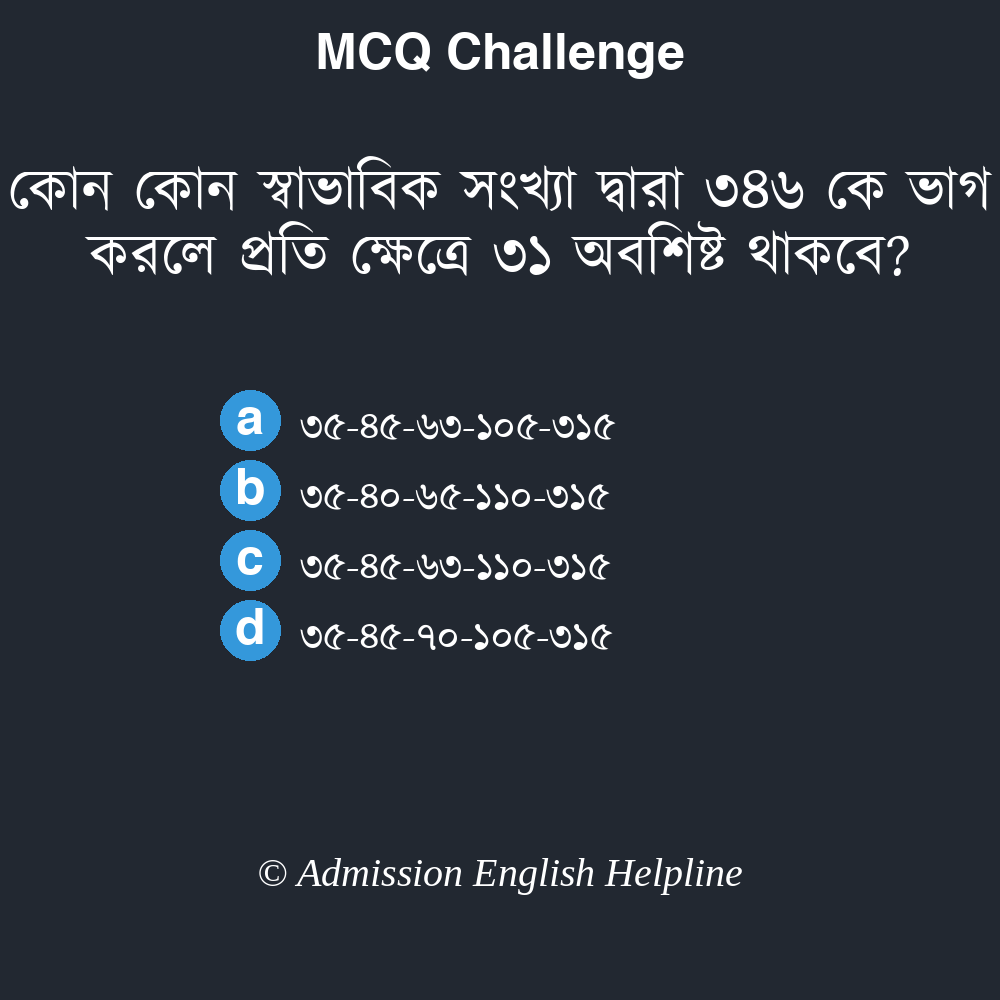 MCQ Challenge
কোন কোন স্বাভাবিক সংখ্যা দ্বারা ৩৪৬ কে ভাগ
করলে প্রতি ক্ষেত্রে ৩১ অবশিষ্ট থাকবে?
a ৩৫-৪৫-৬৩-১০৫-৩১৫
b ৩৫-৪০-৬৫-১১০-৩১৫
c ৩৫-৪৫-৬৩-১১০-৩১৫
d ৩৫-৪৫-৭০-১০৫-৩১৫
© Admission English Helpline